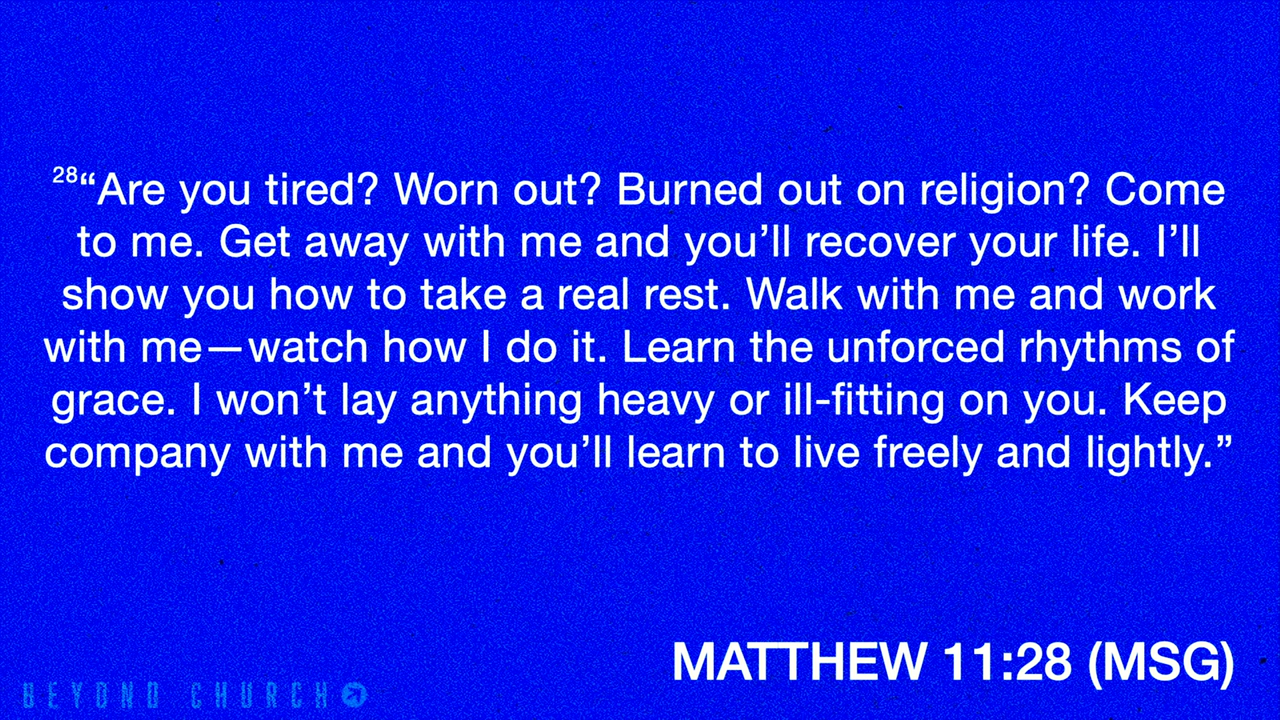 28“Are you tired? Worn out? Burned out on religion? Come
to me. Get away with me and you’ll recover your life. I’ll
show you how to take a real rest. Walk with me and work
with me—watch how I do it. Learn the unforced rhythms of
grace. I won’t lay anything heavy or ill-fitting on you. Keep
company with me and you’ll learn to live freely and lightly.”
MATTHEW 11:28 (MSG)
BEYOND CHURCH